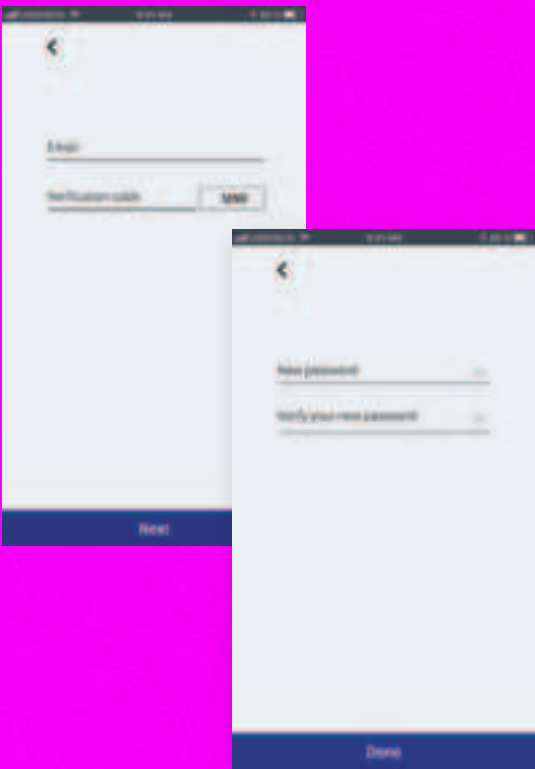 E-Mail
Verification code
SEND
Next
New password
Verify your new password
Done